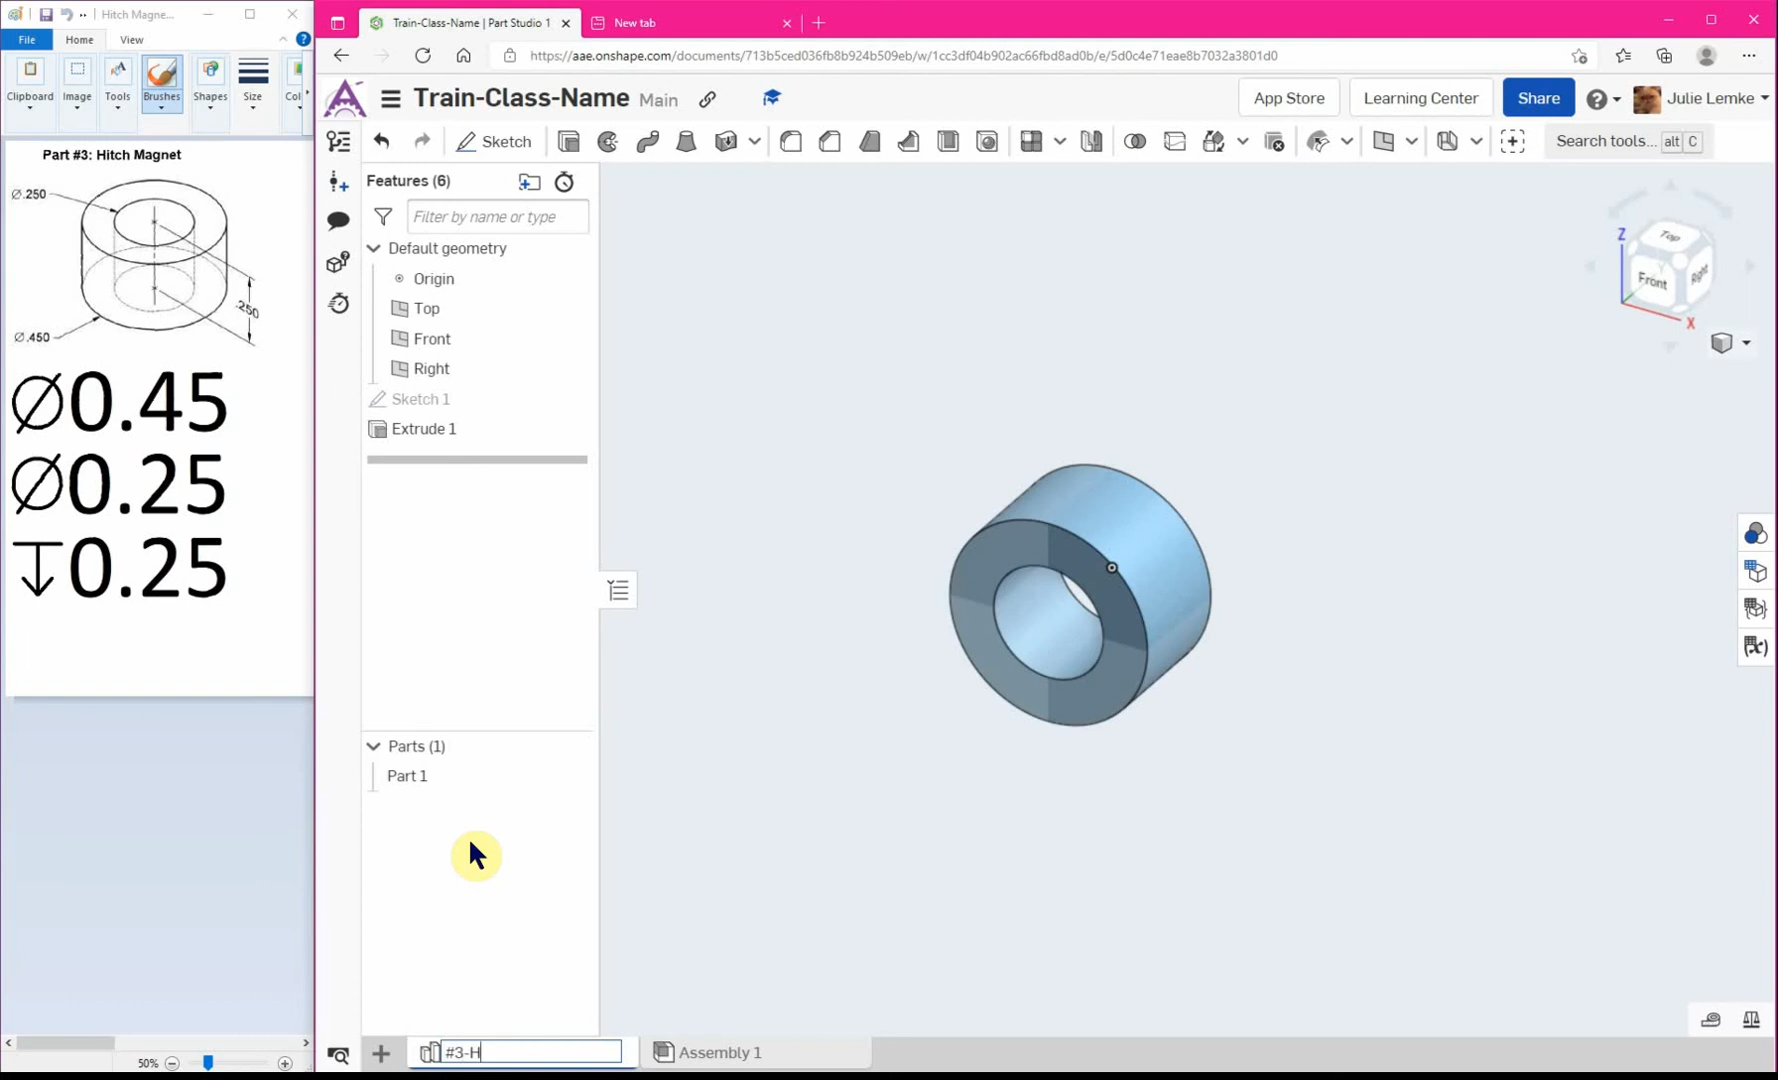 Hitch Magne...
File
Home
View
Clipboard
Image
Tools
Brushes
Shapes
Size
Col
Part #3: Hitch Magnet
Ø.250
.250
Ø.450
∅0.45
∅0.25
↧0.25
50%
Train-Class-Name | Part Studio 1
New tab
https://aae.onshape.com/documents/713b5ced036fb8b924b509eb/w/1cc3df04b902ac66fbd8ad0b/e/5d0c4e71eae8b7032a3801d0
Train-Class-Name Main
App Store
Learning Center
Share
Julie Lemke
Sketch
Search tools... alt C
Features (6)
Filter by name or type
Default geometry
Origin
Top
Front
Right
Sketch 1
Extrude 1
Parts (1)
Part 1
Z
Top
Front
Right
X
#3-H
Assembly 1